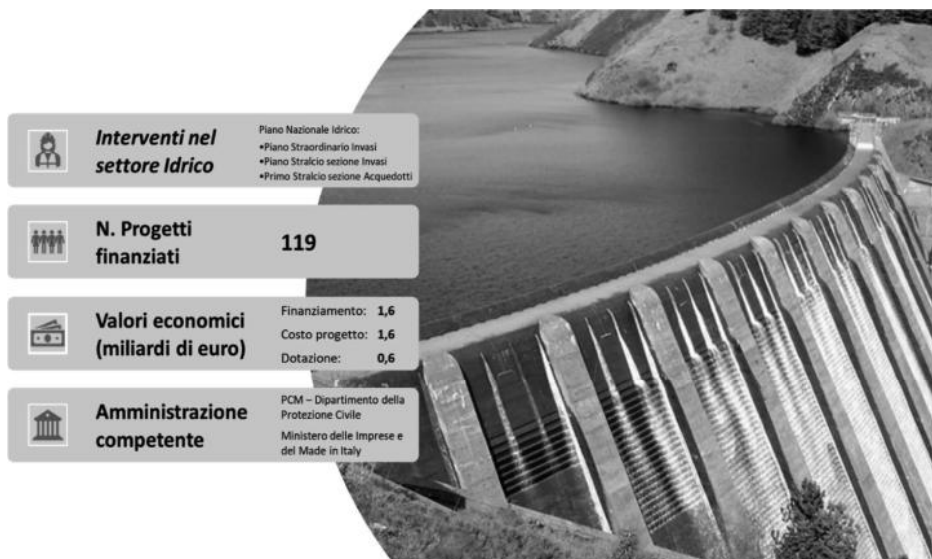 Interventi nel
settore Idrico
Piano Nazionale Idrico:
•Piano Straordinario Invasi
•Piano Stralcio sezione Invasi
•Primo Stralcio sezione Acquedotti
N. Progetti
finanziati
119
Valori economici
(miliardi di euro)
Finanziamento: 1,6
Costo progetto: 1,6
Dotazione: 0,6
Amministrazione
competente
PCM – Dipartimento della
Protezione Civile
Ministero delle Imprese e
del Made in Italy